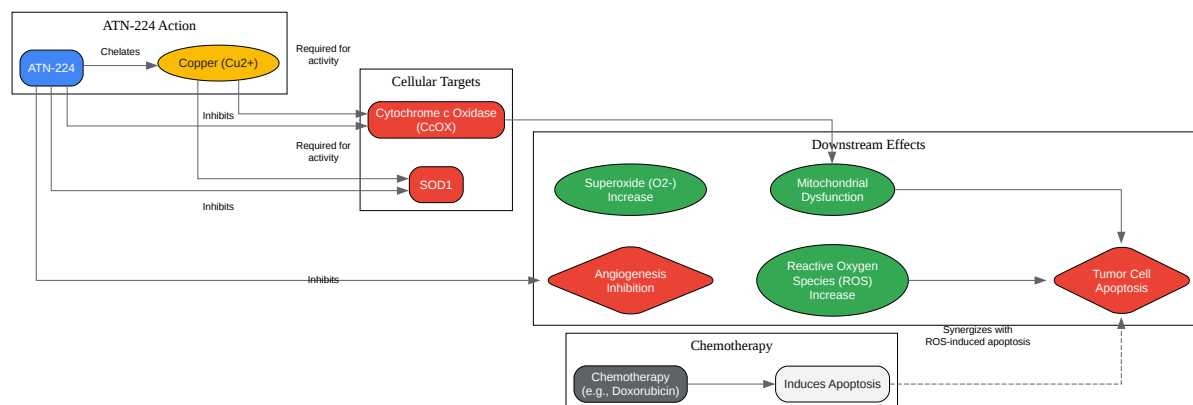 ATN-224 Action
ATN-224
Chelates
Copper (Cu2+)
Required for
activity
Inhibits
Cellular Targets
Cytochrome c Oxidase
(CcOX)
Required for
activity
SOD1
Inhibits
Inhibits
Downstream Effects
Superoxide (O2-)
Increase
Mitochondrial
Dysfunction
Angiogenesis
Inhibition
Reactive Oxygen
Species (ROS)
Increase
Tumor Cell
Apoptosis
Synergizes with
ROS-induced apoptosis
Chemotherapy
Chemotherapy
(e.g., Doxorubicin)
Induces Apoptosis